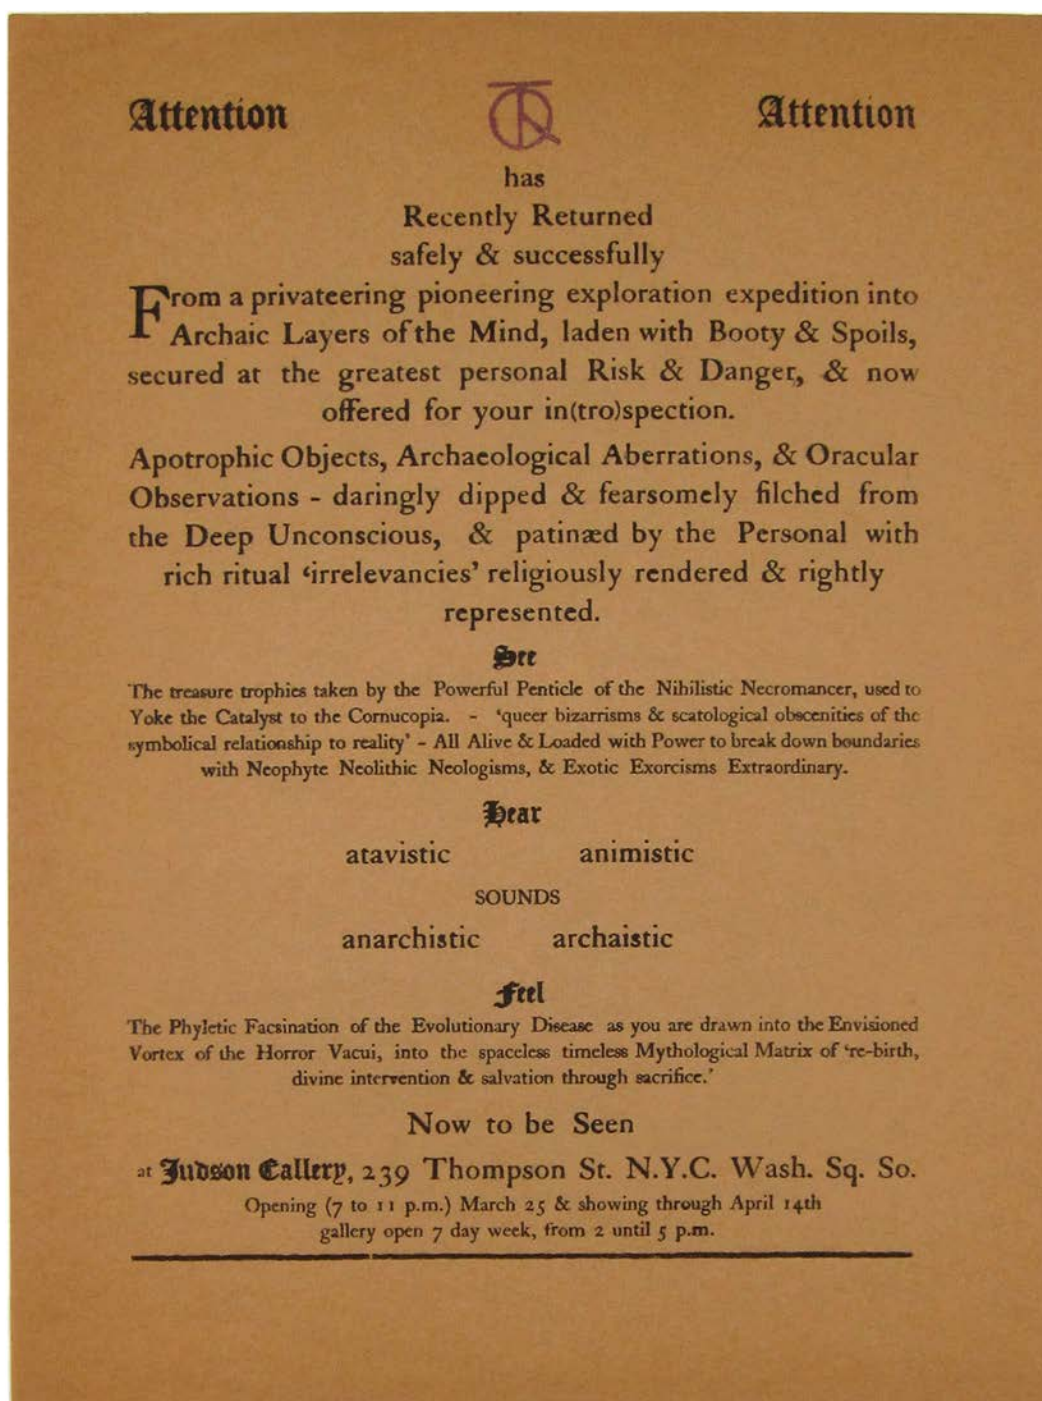 Attention Attention
has
Recently Returned
safely & successfully
From a privateering pioneering exploration expedition into
Archaic Layers of the Mind, laden with Booty & Spoils,
secured at the greatest personal Risk & Danger, & now
offered for your in(tro)spection.
Apotrophic Objects, Archaeological Aberrations, & Oracular
Observations - daringly dipped & fearsomely filched from
the Deep Unconscious, & patinæd by the Personal with
rich ritual ‘irrelevancies’ religiously rendered & rightly
represented.
See
The treasure trophies taken by the Powerful Penticle of the Nihilistic Necromancer, used to
Yoke the Catalyst to the Cornucopia. - ‘queer bizarrisms & scatological obscenities of the
symbolical relationship to reality’ - All Alive & Loaded with Power to break down boundaries
with Neophyte Neolithic Neologisms, & Exotic Exorcisms Extraordinary.
Hear
atavistic animistic
SOUNDS
anarchistic archaistic
Feel
The Phyletic Facsination of the Evolutionary Disease as you are drawn into the Envisioned
Vortex of the Horror Vacui, into the spaceless timeless Mythological Matrix of ‘re-birth,
divine intervention & salvation through sacrifice.’
Now to be Seen
at Judson Gallery, 239 Thompson St. N.Y.C. Wash. Sq. So.
Opening (7 to 11 p.m.) March 25 & showing through April 14th
gallery open 7 day week, from 2 until 5 p.m.